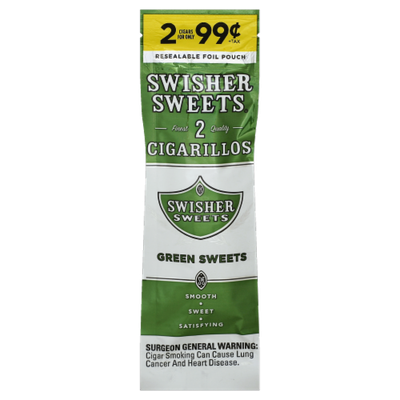 2 CIGARS FOR ONLY 99¢ +TAX
RESEALABLE FOIL POUCH
SWISHER
SWEETS
Finest 2 Quality
CIGARILLOS
SWISHER
SWEETS
GREEN SWEETS
SMOOTH
SWEET
SATISFYING
SURGEON GENERAL WARNING:
Cigar Smoking Can Cause Lung
Cancer And Heart Disease.